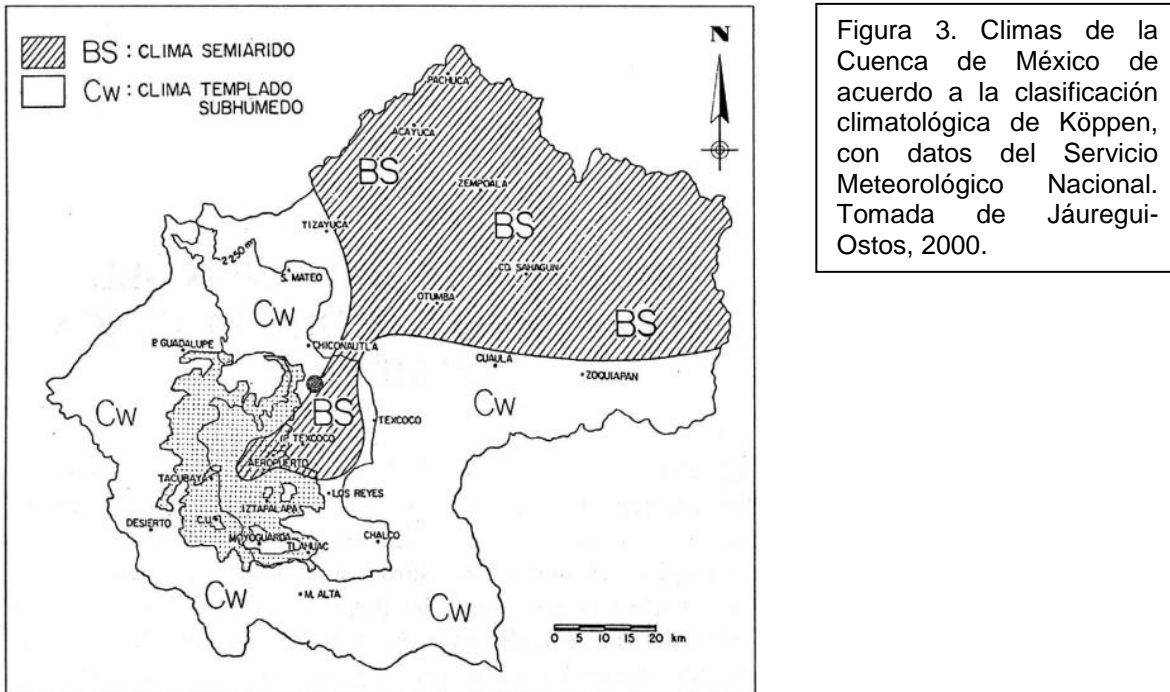 BS : CLIMA SEMIÁRIDO
CW : CLIMA TEMPLADO
SUBHÚMEDO
N
PACHUCA
ACAYUCA
BS
ZEMPOALA
BS
TIZAYUCA
2250 m
S. MATEO
CD. SAHAGUN
OTUMBA
CW
BS
CHICONAUTLA
P. GUADALUPE
CUAULA
ZOQUIAPAN
CW
BS
CW
TEXCOCO
TEXCOCO
AEROPUERTO
TACUBAYA
LOS REYES
IZTAPALAPA
C.U.
DESIERTO
MOYOGUARDA
CHALCO
TLAHUAC
CW
M. ALTA
CW
0 5 10 15 20 km
Figura 3. Climas de la
Cuenca de México de
acuerdo a la clasificación
climatológica de Köppen,
con datos del Servicio
Meteorológico Nacional.
Tomada de Jáuregui-
Ostos, 2000.